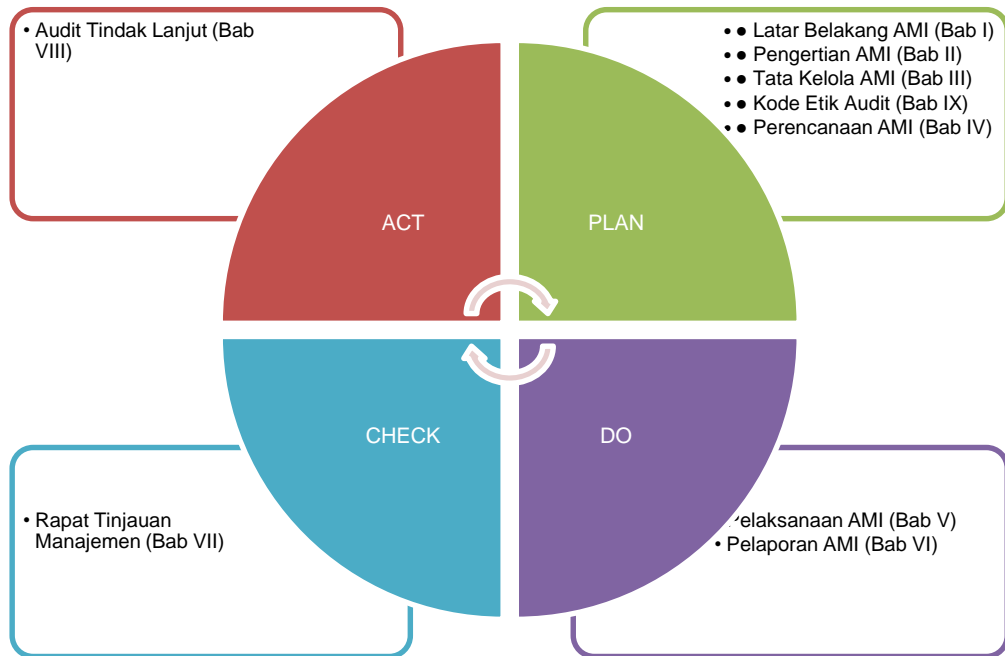 • Audit Tindak Lanjut (Bab
VIII)
• ● Latar Belakang AMI (Bab I)
• ● Pengertian AMI (Bab II)
• ● Tata Kelola AMI (Bab III)
• ● Kode Etik Audit (Bab IX)
• ● Perencanaan AMI (Bab IV)
ACT
PLAN
CHECK
DO
• Rapat Tinjauan
Manajemen (Bab VII)
Pelaksanaan AMI (Bab V)
• Pelaporan AMI (Bab VI)